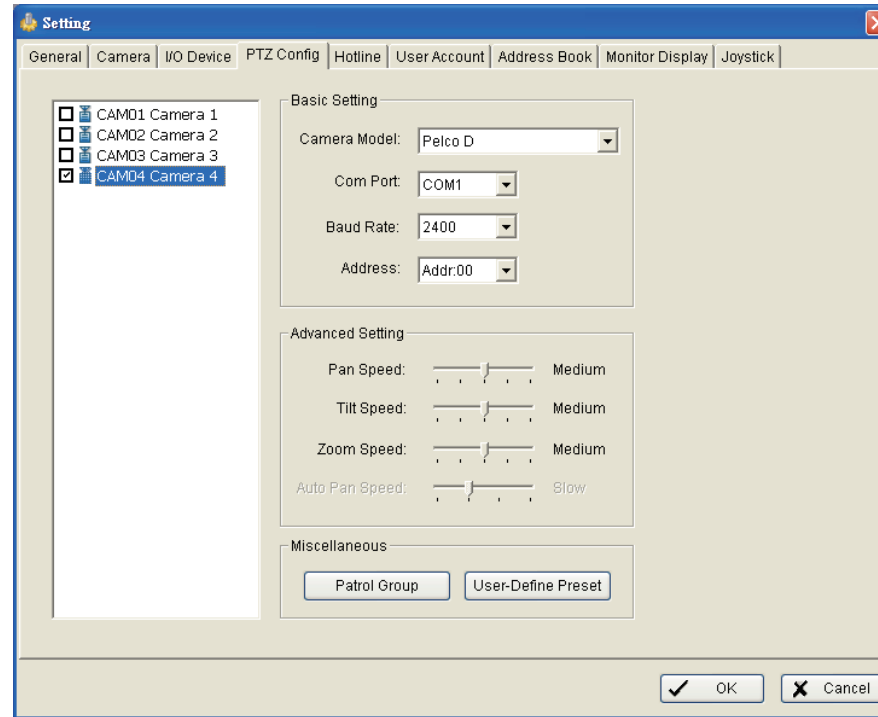 Setting
General Camera I/O Device PTZ Config Hotline User Account Address Book Monitor Display Joystick
CAM01 Camera 1
CAM02 Camera 2
CAM03 Camera 3
CAM04 Camera 4
Basic Setting
Camera Model: Pelco D
Com Port: COM1
Baud Rate: 2400
Address: Addr:00
Advanced Setting
Pan Speed: Medium
Tilt Speed: Medium
Zoom Speed: Medium
Auto Pan Speed: Slow
Miscellaneous
Patrol Group User-Define Preset
OK Cancel